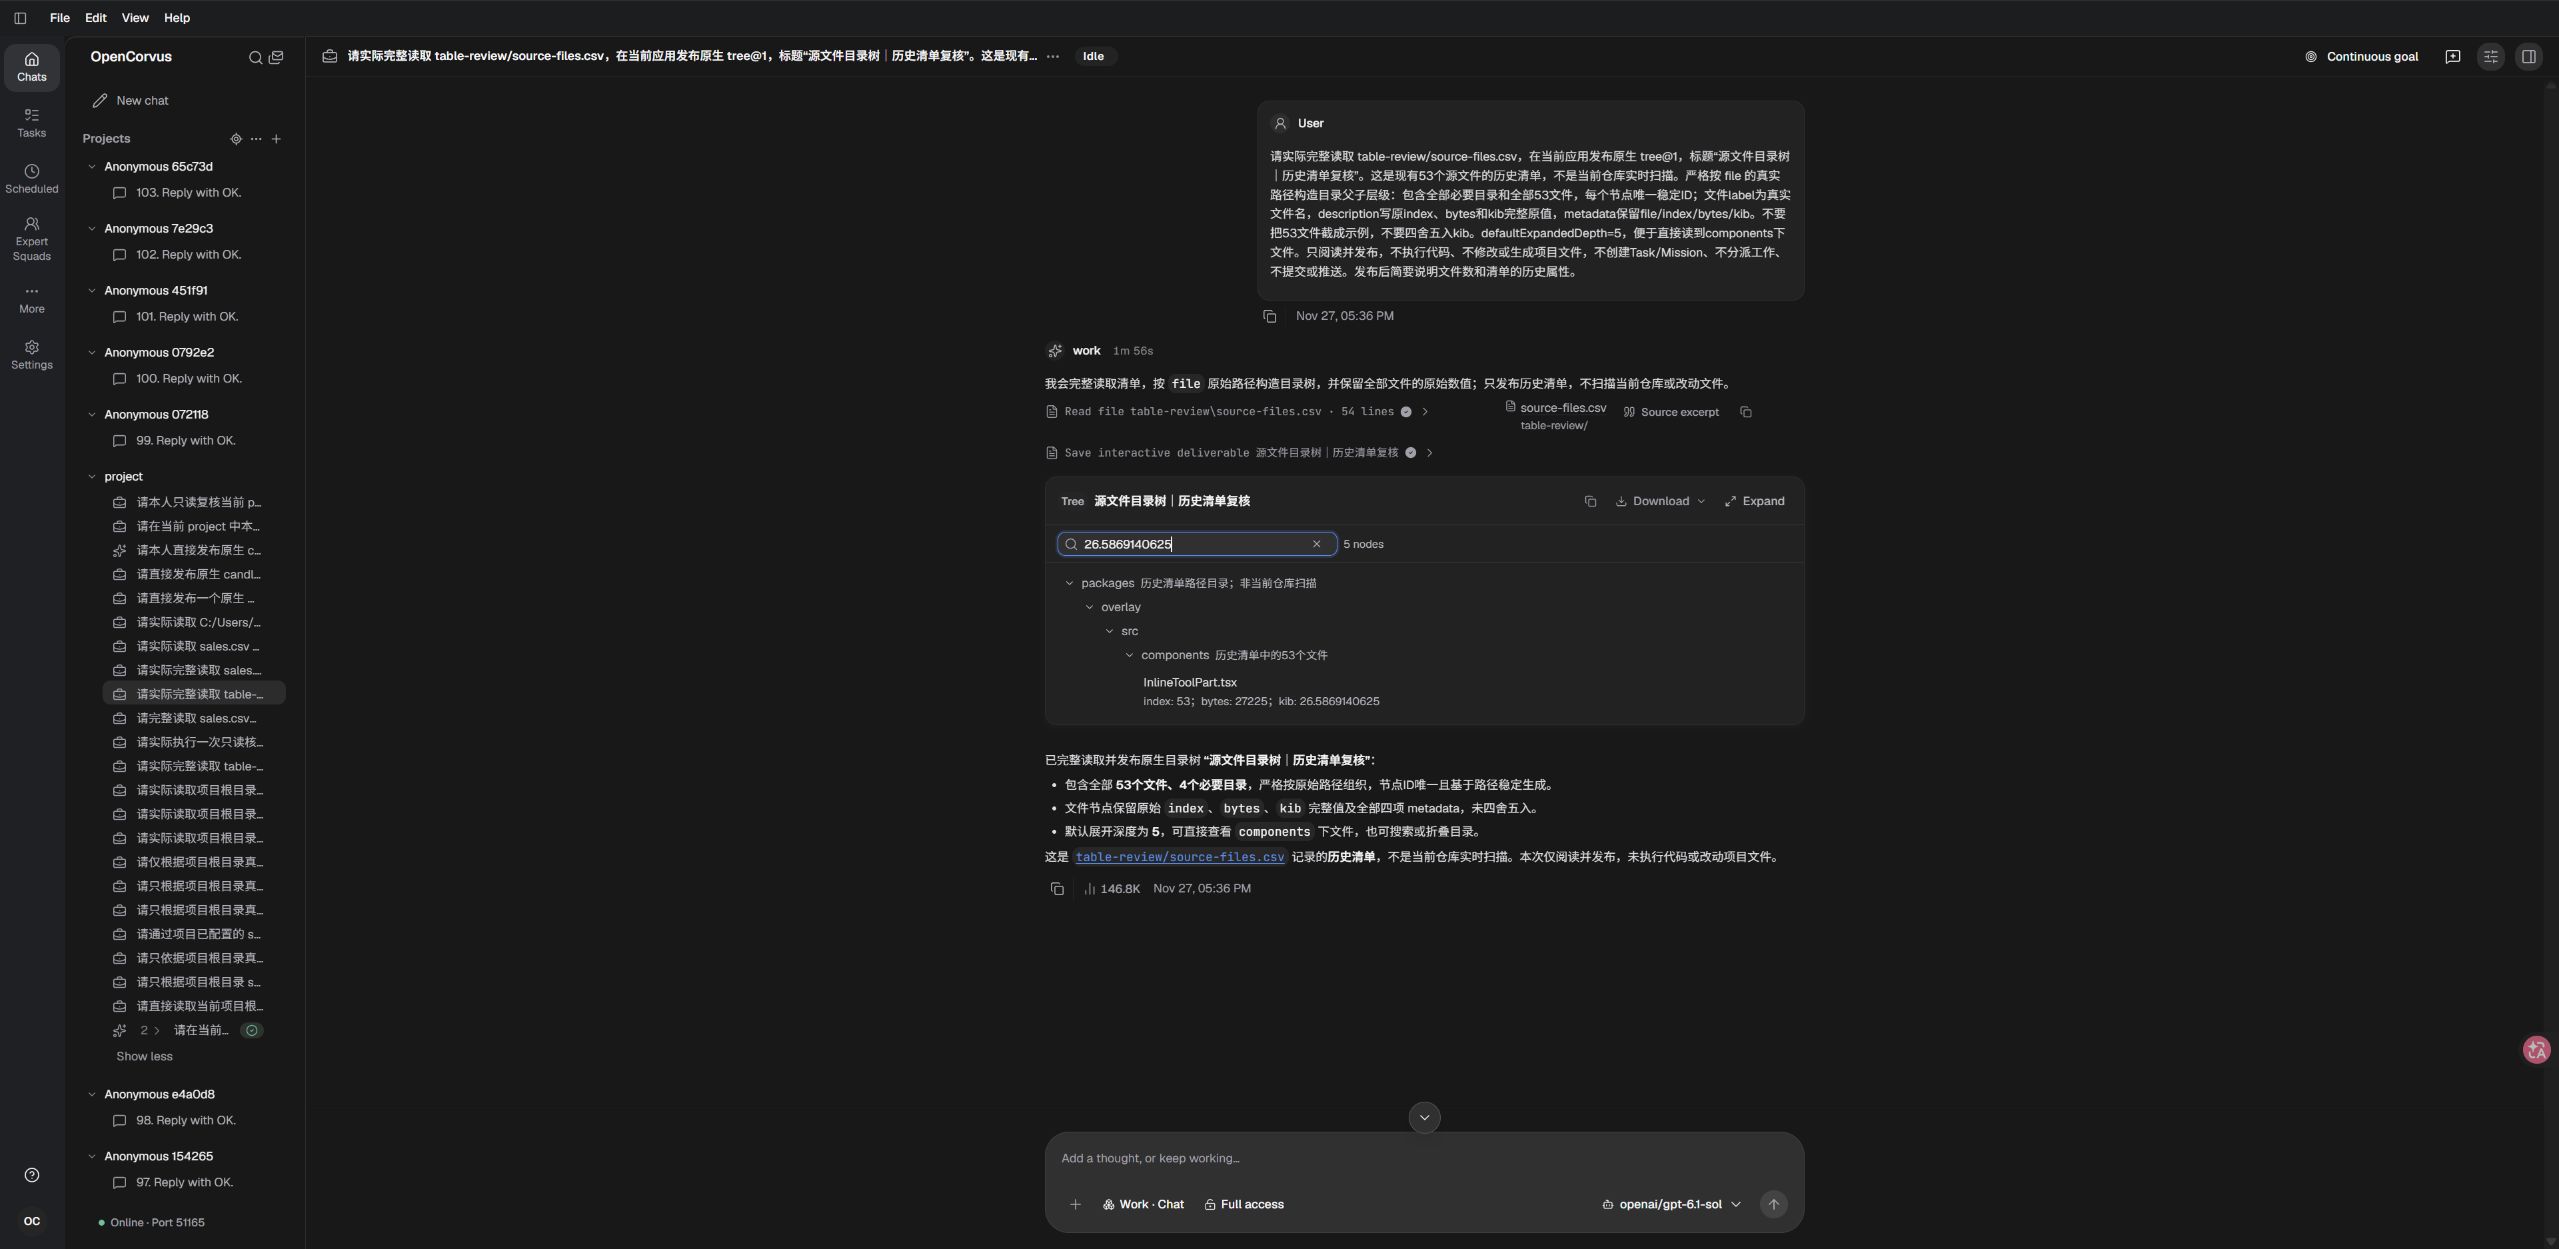 File Edit View Help
Chats
Tasks
Scheduled
Expert
Squads
More
Settings
OC
OpenCorvus
New chat
Projects
Anonymous 65c73d
103. Reply with OK.
Anonymous 7e29c3
102. Reply with OK.
Anonymous 451f91
101. Reply with OK.
Anonymous 0792e2
100. Reply with OK.
Anonymous 072118
99. Reply with OK.
project
请本人只读复核当前 p...
请在当前 project 中本...
请本人直接发布原生 c...
请直接发布原生 candl...
请直接发布一个原生 ...
请实际读取 C:/Users/...
请实际读取 sales.csv ...
请实际完整读取 sales....
请实际完整读取 table-...
请完整读取 sales.csv...
请实际执行一次只读核...
请实际完整读取 table-...
请实际读取项目根目录...
请实际读取项目根目录...
请实际读取项目根目录...
请仅根据项目根目录真...
请只根据项目根目录真...
请只根据项目根目录真...
请通过项目已配置的 s...
请只依据项目根目录真...
请只根据项目根目录 s...
请直接读取当前项目根...
2 请在当前...
Show less
Anonymous e4a0d8
98. Reply with OK.
Anonymous 154265
97. Reply with OK.
Online · Port 51165
请实际完整读取 table-review/source-files.csv，在当前应用发布原生 tree@1，标题“源文件目录树｜历史清单复核”。这是现有... Idle
Continuous goal
User
请实际完整读取 table-review/source-files.csv，在当前应用发布原生 tree@1，标题“源文件目录树
｜历史清单复核”。这是现有53个源文件的历史清单，不是当前仓库实时扫描。严格按 file 的真实
路径构造目录父子层级：包含全部必要目录和全部53文件，每个节点唯一稳定ID；文件label为真实
文件名，description写原index、bytes和kib完整原值，metadata保留file/index/bytes/kib。不要
把53文件截成示例，不要四舍五入kib。defaultExpandedDepth=5，便于直接读到components下
文件。只阅读并发布，不执行代码、不修改或生成项目文件，不创建Task/Mission、不分派工作、
不提交或推送。发布后简要说明文件数和清单的历史属性。
Nov 27, 05:36 PM
work 1m 56s
我会完整读取清单，按 file 原始路径构造目录树，并保留全部文件的原始数值；只发布历史清单，不扫描当前仓库或改动文件。
Read file table-review\source-files.csv · 54 lines
source-files.csv
table-review/
Source excerpt
Save interactive deliverable 源文件目录树｜历史清单复核
Tree 源文件目录树｜历史清单复核
Download Expand
26.5869140625 5 nodes
packages 历史清单路径目录；非当前仓库扫描
overlay
src
components 历史清单中的53个文件
InlineToolPart.tsx
index: 53；bytes: 27225；kib: 26.5869140625
已完整读取并发布原生目录树 “源文件目录树｜历史清单复核”：
• 包含全部 53个文件、4个必要目录，严格按原始路径组织，节点ID唯一且基于路径稳定生成。
• 文件节点保留原始 index、bytes、kib 完整值及全部四项 metadata，未四舍五入。
• 默认展开深度为 5，可直接查看 components 下文件，也可搜索或折叠目录。
这是 table-review/source-files.csv 记录的历史清单，不是当前仓库实时扫描。本次仅阅读并发布，未执行代码或改动项目文件。
146.8K Nov 27, 05:36 PM
Add a thought, or keep working...
Work · Chat Full access
openai/gpt-6.1-sol